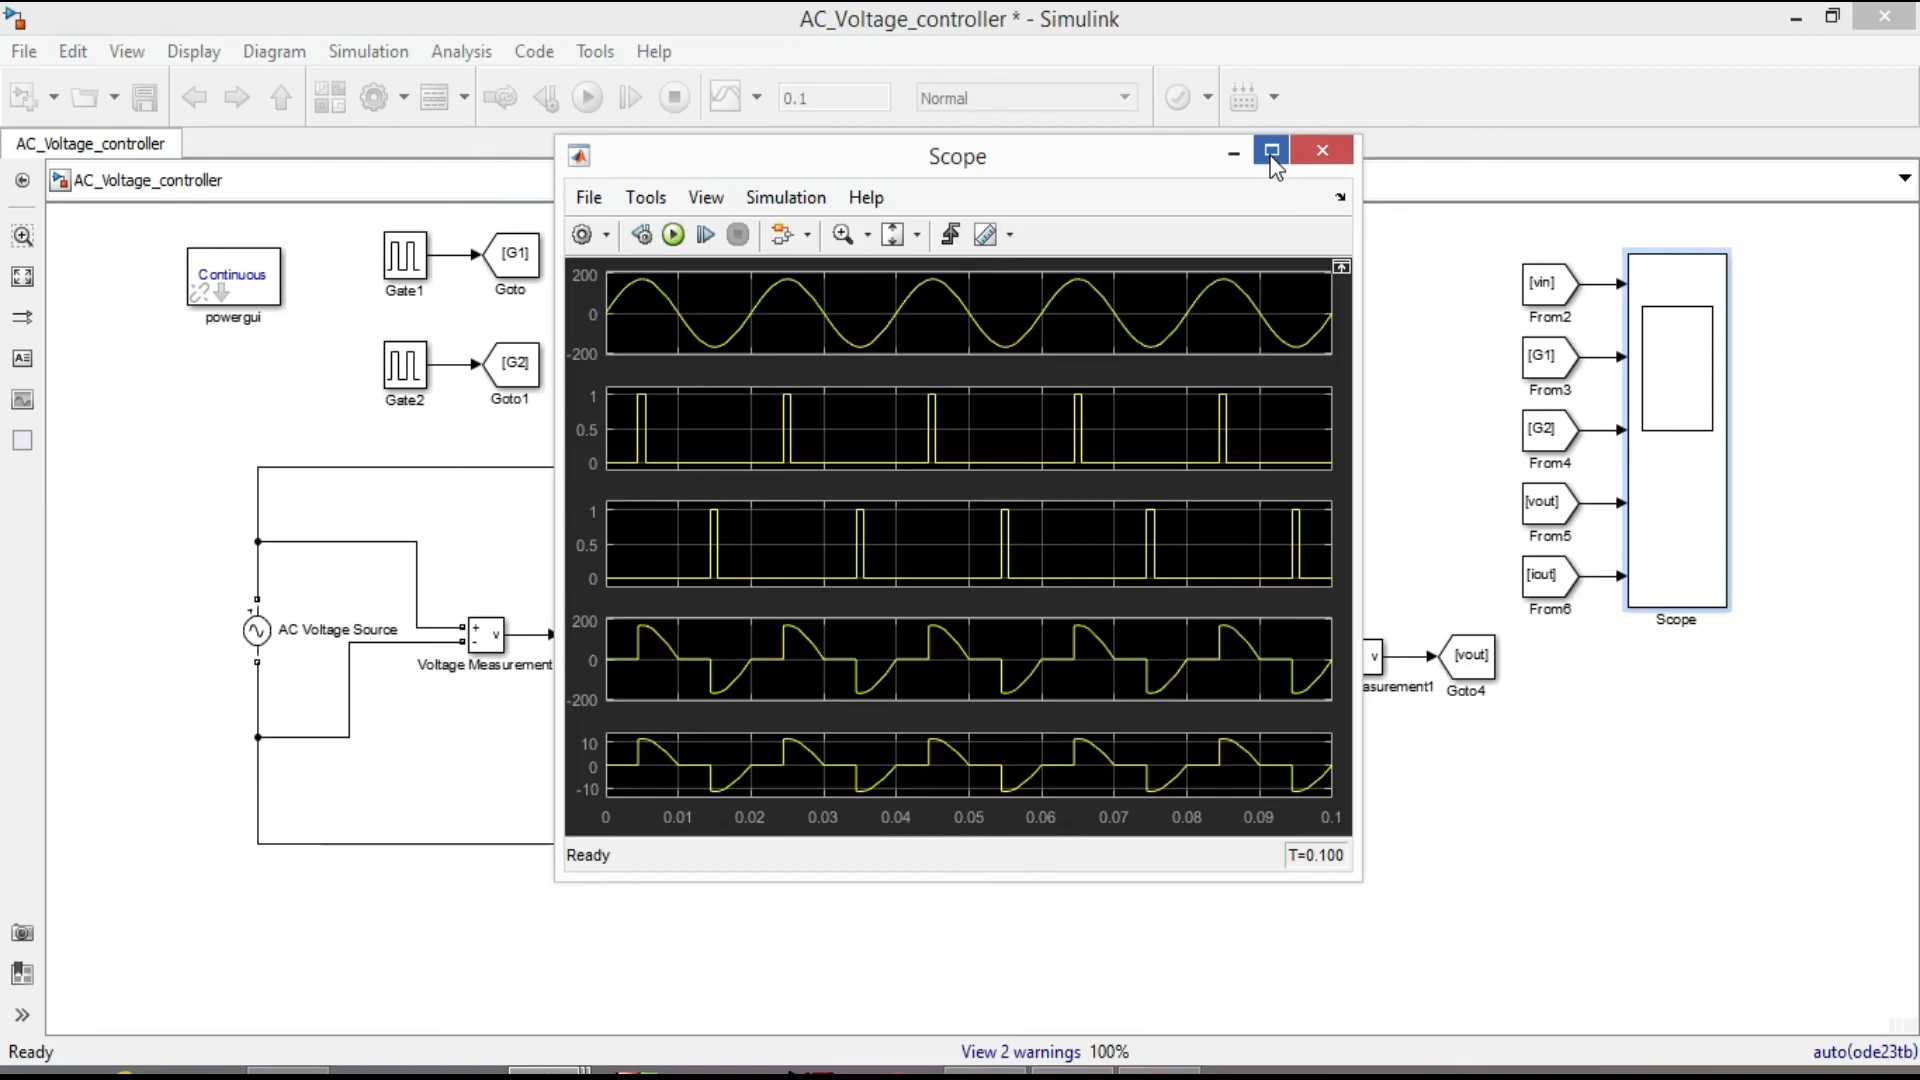 AC_Voltage_controller * - Simulink
File Edit View Display Diagram Simulation Analysis Code Tools Help
0.1 Normal
AC_Voltage_controller
AC_Voltage_controller
Scope
File Tools View Simulation Help
Continuous
powergui
Gate1
[G1]
Goto
Gate2
[G2]
Goto1
AC Voltage Source
+
-
v
Voltage Measurement
200
0
-200
1
0.5
0
1
0.5
0
200
0
-200
10
0
-10
0 0.01 0.02 0.03 0.04 0.05 0.06 0.07 0.08 0.09 0.1
Ready T=0.100
[vin]
From2
[G1]
From3
[G2]
From4
[vout]
From5
[iout]
From6
Scope
v
[vout]
asurement1 Goto4
Ready View 2 warnings 100% auto(ode23tb)